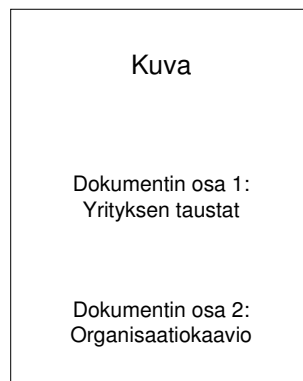 Kuva
Dokumentin osa 1:
Yrityksen taustat
Dokumentin osa 2:
Organisaatiokaavio